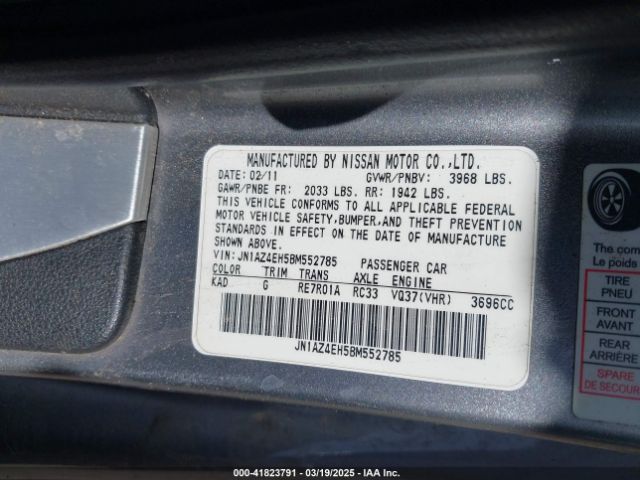 MANUFACTURED BY NISSAN MOTOR CO.,LTD.
DATE: 02/11 GVWR/PNBV: 3968 LBS.
GAWR/PNBE FR: 2033 LBS. RR: 1942 LBS.
THIS VEHICLE CONFORMS TO ALL APPLICABLE FEDERAL
MOTOR VEHICLE SAFETY,BUMPER,AND THEFT PREVENTION
STANDARDS IN EFFECT ON THE DATE OF MANUFACTURE
SHOWN ABOVE.
VIN: JN1AZ4EH5BM552785 PASSENGER CAR
COLOR TRIM TRANS AXLE ENGINE
KAD G RE7R01A RC33 VQ37(VHR) 3696CC
JN1AZ4EH5BM552785
The com
Le poids
TIRE
PNEU
FRONT
AVANT
REAR
ARRIÈRE
SPARE
DE SECOUR
000-41823791 - 03/19/2025 - IAA Inc.